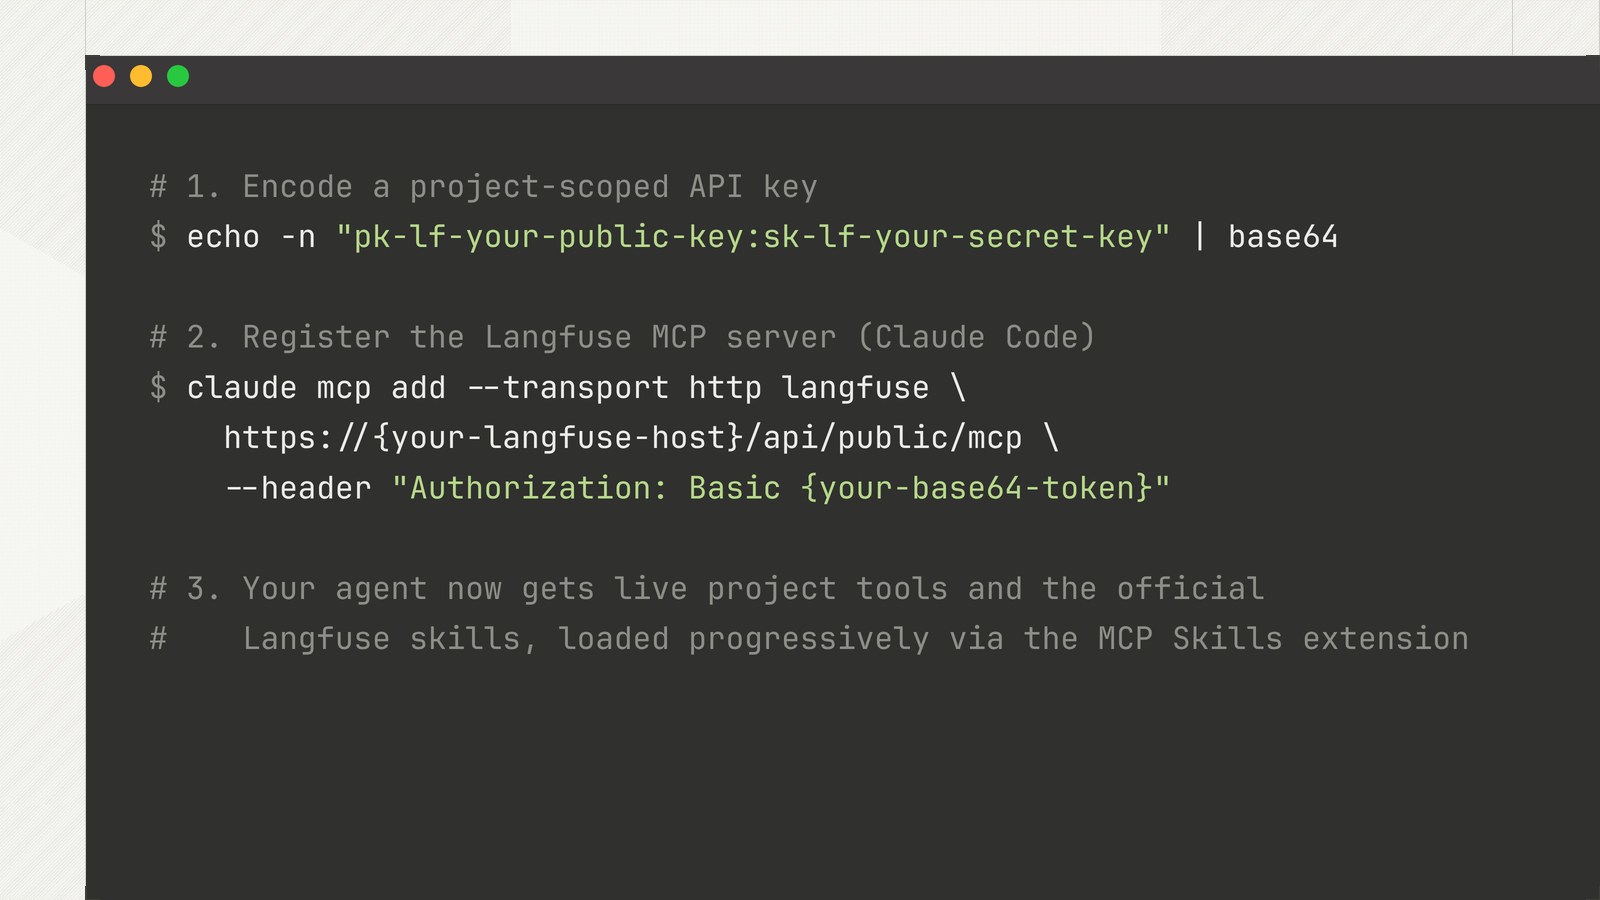 # 1. Encode a project-scoped API key
$ echo -n "pk-lf-your-public-key:sk-lf-your-secret-key" | base64
# 2. Register the Langfuse MCP server (Claude Code)
$ claude mcp add --transport http langfuse \
https://{your-langfuse-host}/api/public/mcp \
--header "Authorization: Basic {your-base64-token}"
# 3. Your agent now gets live project tools and the official
# Langfuse skills, loaded progressively via the MCP Skills extension